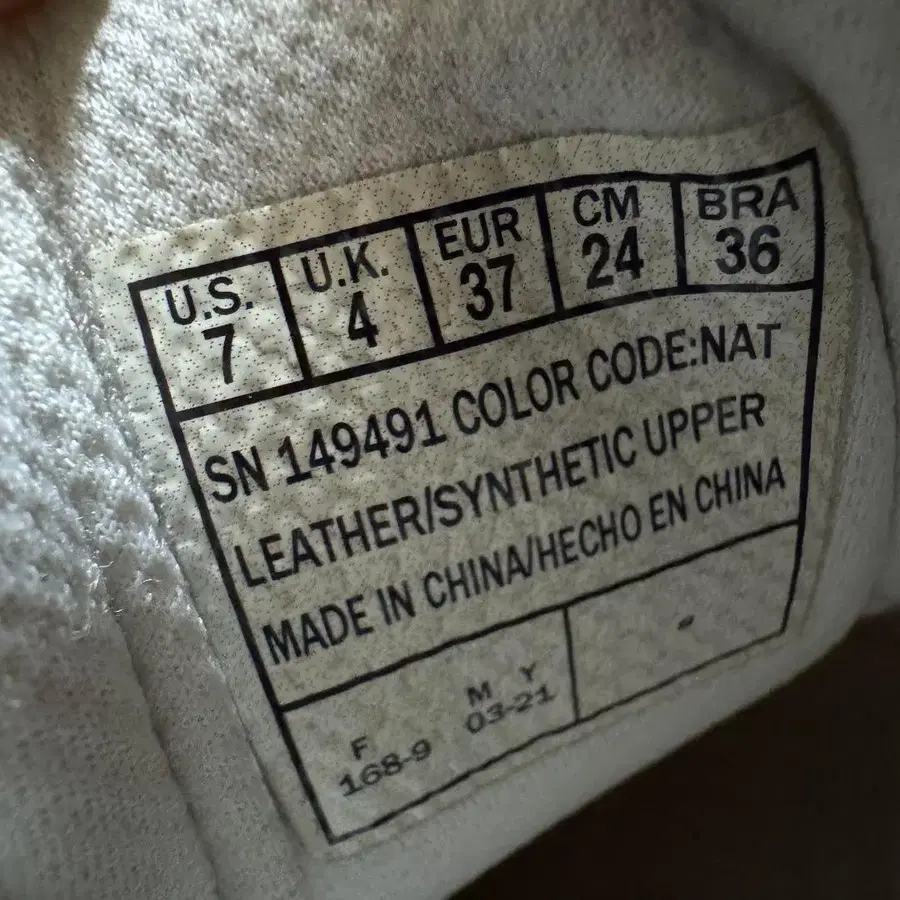 U.S. U.K. EUR CM BRA
7 4 37 24 36
SN 149491 COLOR CODE:NAT
LEATHER/SYNTHETIC UPPER
MADE IN CHINA/HECHO EN CHINA
F M Y
168-9 03-21
-